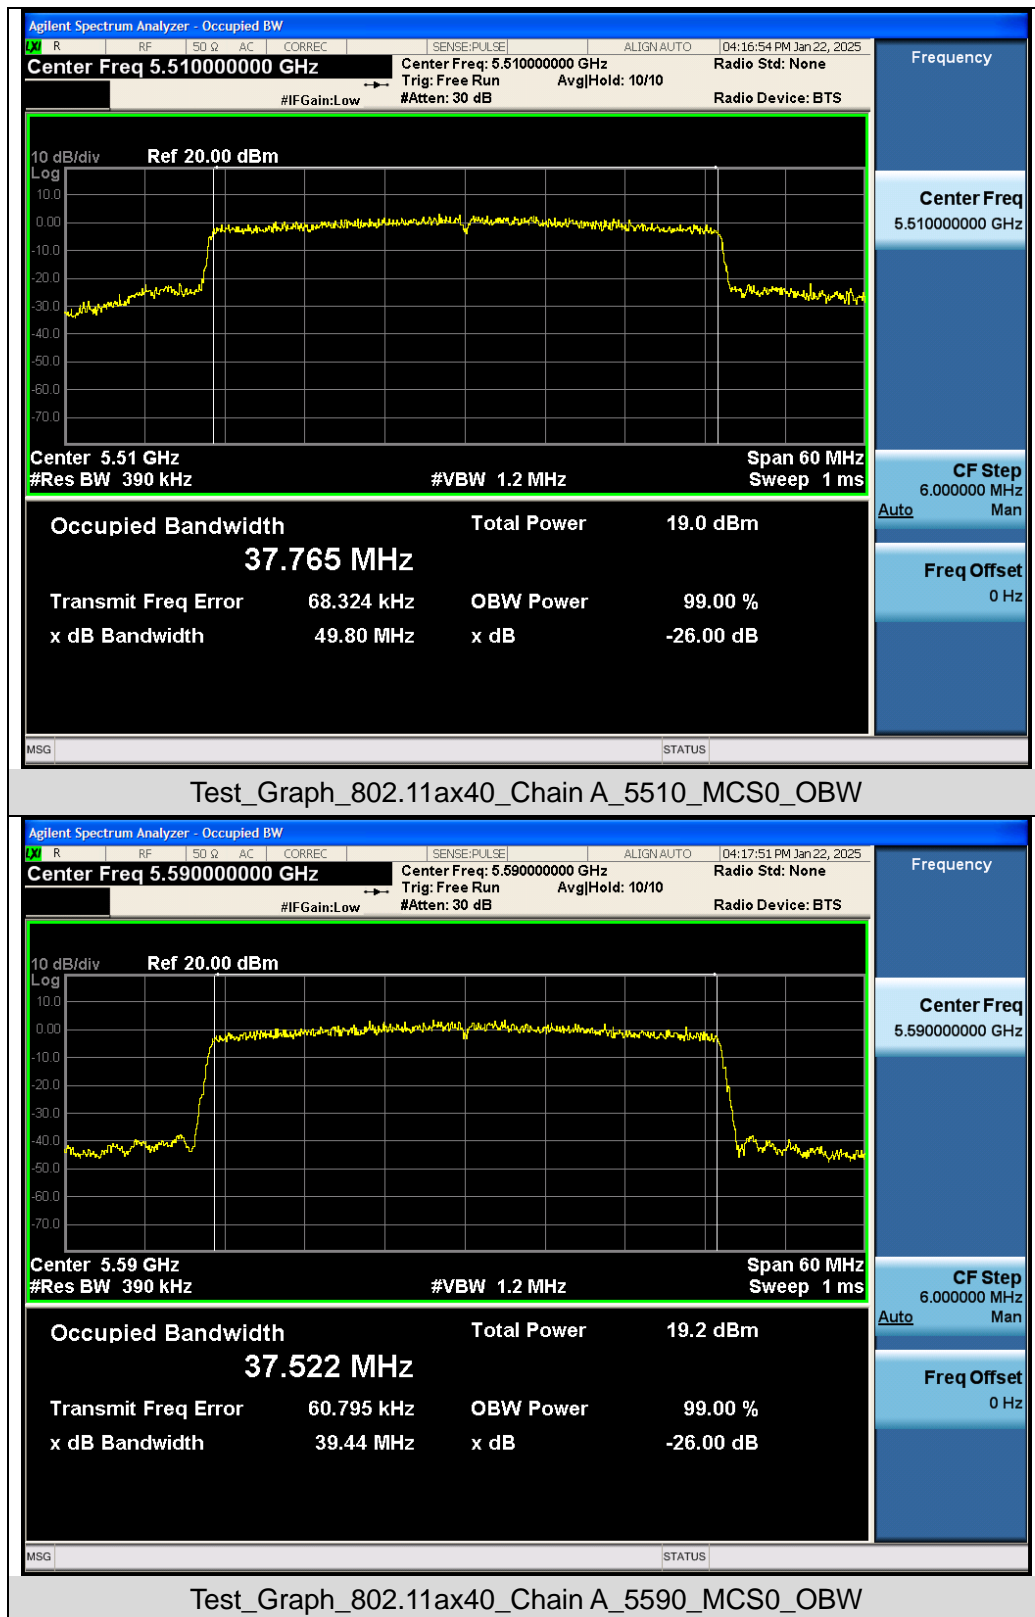 Agilent Spectrum Analyzer - Occupied BW
LXI R RF 50 Ω AC CORREC SENSE:PULSE ALIGN AUTO 04:16:54 PM Jan 22, 2025
Center Freq 5.510000000 GHz
Center Freq: 5.510000000 GHz
Radio Std: None
Trig: Free Run Avg|Hold: 10/10
#IFGain:Low
#Atten: 30 dB
Radio Device: BTS
Frequency
10 dB/div Ref 20.00 dBm
Log
10.0
0.00
-10.0
-20.0
-30.0
-40.0
-50.0
-60.0
-70.0
Center 5.51 GHz
Span 60 MHz
#Res BW 390 kHz
#VBW 1.2 MHz
Sweep 1 ms
Center Freq
5.510000000 GHz
CF Step
6.000000 MHz
Auto Man
Freq Offset
0 Hz
Occupied Bandwidth
37.765 MHz
Total Power 19.0 dBm
Transmit Freq Error 68.324 kHz
OBW Power 99.00 %
x dB Bandwidth 49.80 MHz
x dB -26.00 dB
MSG
STATUS
Test_Graph_802.11ax40_Chain A_5510_MCS0_OBW
Agilent Spectrum Analyzer - Occupied BW
LXI R RF 50 Ω AC CORREC SENSE:PULSE ALIGN AUTO 04:17:51 PM Jan 22, 2025
Center Freq 5.590000000 GHz
Center Freq: 5.590000000 GHz
Radio Std: None
Trig: Free Run Avg|Hold: 10/10
#IFGain:Low
#Atten: 30 dB
Radio Device: BTS
Frequency
10 dB/div Ref 20.00 dBm
Log
10.0
0.00
-10.0
-20.0
-30.0
-40.0
-50.0
-60.0
-70.0
Center 5.59 GHz
Span 60 MHz
#Res BW 390 kHz
#VBW 1.2 MHz
Sweep 1 ms
Center Freq
5.590000000 GHz
CF Step
6.000000 MHz
Auto Man
Freq Offset
0 Hz
Occupied Bandwidth
37.522 MHz
Total Power 19.2 dBm
Transmit Freq Error 60.795 kHz
OBW Power 99.00 %
x dB Bandwidth 39.44 MHz
x dB -26.00 dB
MSG
STATUS
Test_Graph_802.11ax40_Chain A_5590_MCS0_OBW